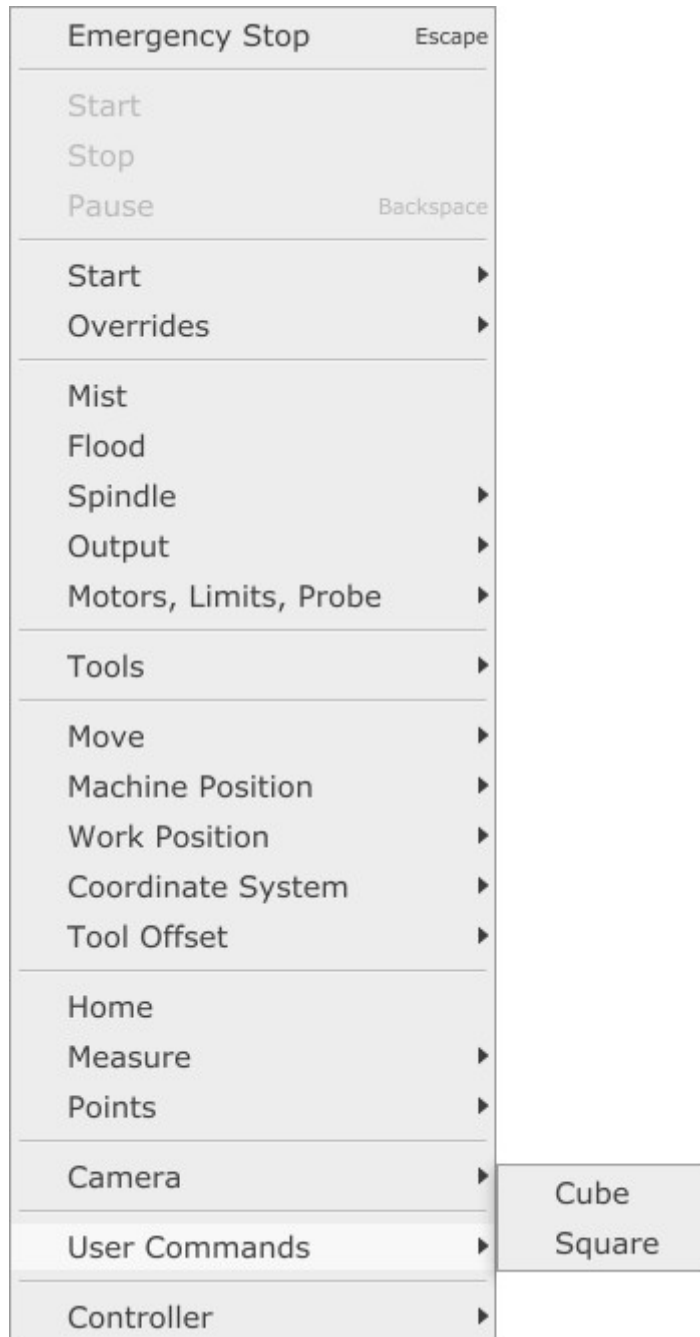 Emergency Stop Escape
Start
Stop
Pause Backspace
Start
Overrides
Mist
Flood
Spindle
Output
Motors, Limits, Probe
Tools
Move
Machine Position
Work Position
Coordinate System
Tool Offset
Home
Measure
Points
Camera
Cube
User Commands
Square
Controller